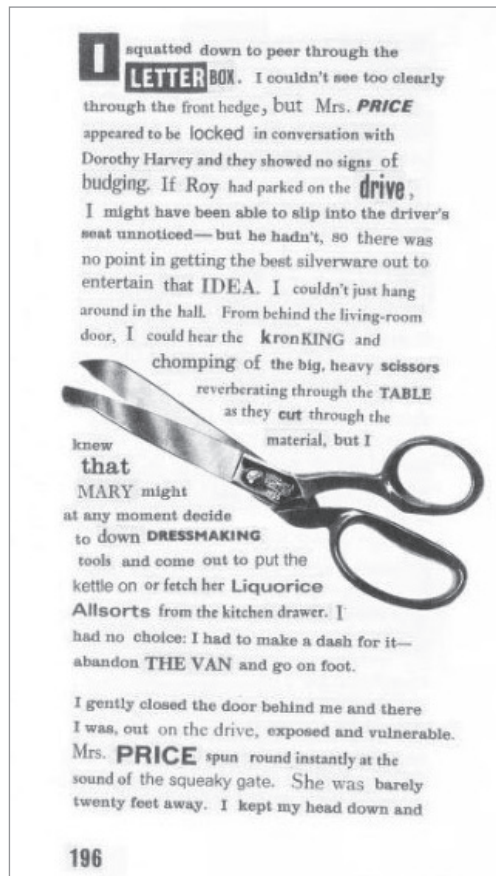 I squatted down to peer through the
LETTER BOX. I couldn't see too clearly
through the front hedge, but Mrs. PRICE
appeared to be locked in conversation with
Dorothy Harvey and they showed no signs of
budging. If Roy had parked on the drive,
I might have been able to slip into the driver's
seat unnoticed—but he hadn't, so there was
no point in getting the best silverware out to
entertain that IDEA. I couldn't just hang
around in the hall. From behind the living-room
door, I could hear the kronKING and
chomping of the big, heavy scissors
reverberating through the TABLE
as they cut through the
material, but I
knew
that
MARY might
at any moment decide
to down DRESSMAKING
tools and come out to put the
kettle on or fetch her Liquorice
Allsorts from the kitchen drawer. I
had no choice: I had to make a dash for it—
abandon THE VAN and go on foot.
I gently closed the door behind me and there
I was, out on the drive, exposed and vulnerable.
Mrs. PRICE spun round instantly at the
sound of the squeaky gate. She was barely
twenty feet away. I kept my head down and
196